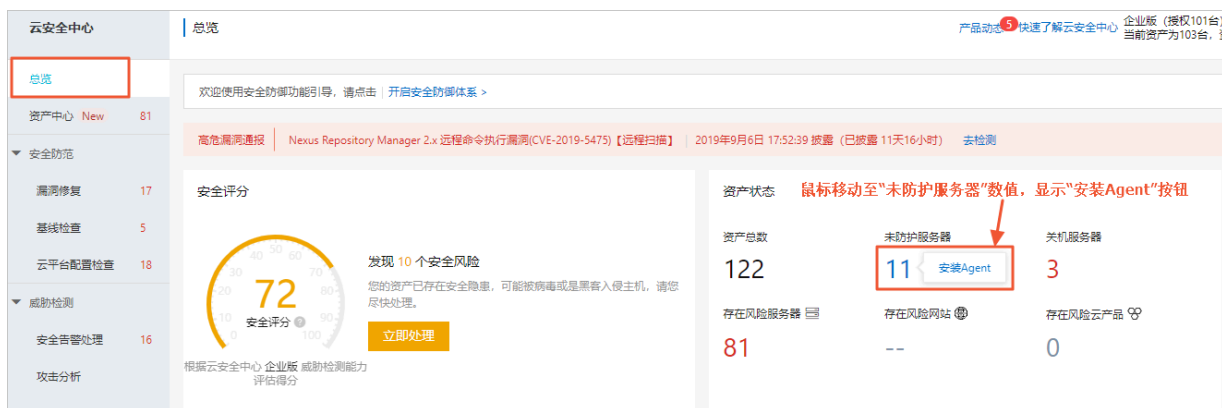 云安全中心
总览
产品动态 5 快速了解云安全中心
企业版（授权101台）
当前资产为103台，
总览
欢迎使用安全防御功能引导，请点击 | 开启安全防御体系 >
资产中心 New 81
高危漏洞通报 | Nexus Repository Manager 2.x 远程命令执行漏洞(CVE-2019-5475)【远程扫描】 | 2019年9月6日 17:52:39 披露 (已披露 11天16小时) 去检测
安全防范
漏洞修复 17
基线检查 5
云平台配置检查 18
威胁检测
安全告警处理 16
攻击分析
安全评分
0 10 20 30 40 50 60 70 80 90 100
72
安全评分 ?
根据云安全中心 企业版 威胁检测能力
评估得分
发现 10 个安全风险
您的资产已存在安全隐患，可能被病毒或是黑客入侵主机，请您
尽快处理。
立即处理
资产状态
鼠标移动至“未防护服务器”数值，显示“安装Agent”按钮
资产总数 未防护服务器 关机服务器
122 11 安装Agent 3
存在风险服务器 存在风险网站 存在风险云产品
81 -- 0